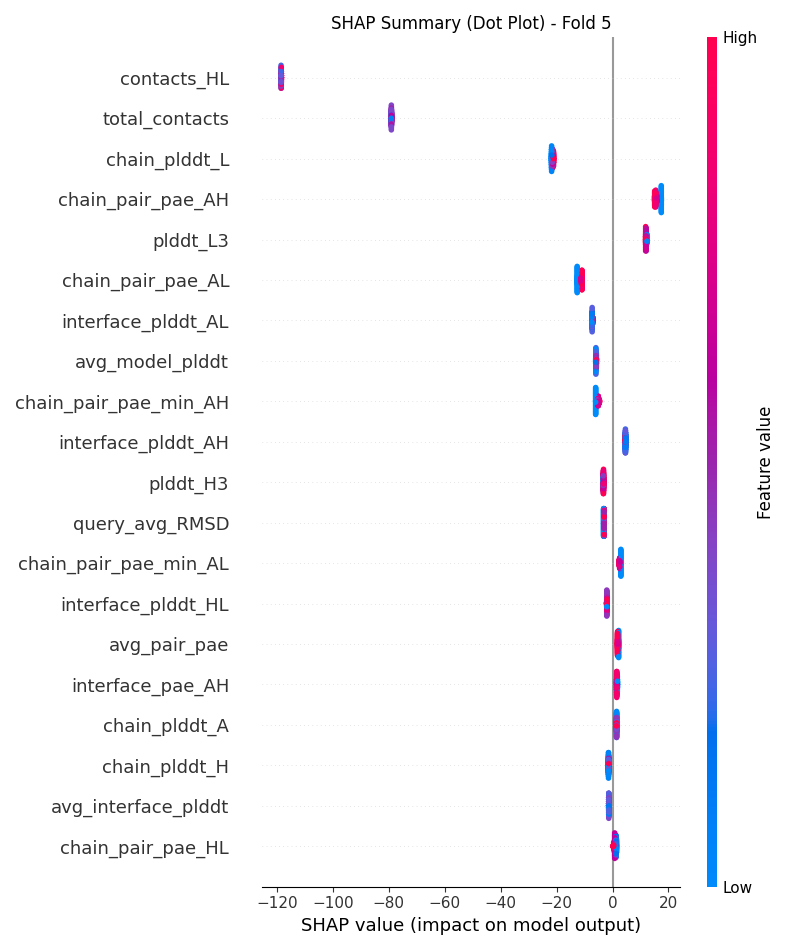 SHAP Summary (Dot Plot) - Fold 5
High
contacts_HL
total_contacts
chain_plddt_L
chain_pair_pae_AH
plddt_L3
chain_pair_pae_AL
interface_plddt_AL
avg_model_plddt
chain_pair_pae_min_AH
interface_plddt_AH
plddt_H3
query_avg_RMSD
chain_pair_pae_min_AL
interface_plddt_HL
avg_pair_pae
interface_pae_AH
chain_plddt_A
chain_plddt_H
avg_interface_plddt
chain_pair_pae_HL
Feature value
Low
−120 −100 −80 −60 −40 −20 0 20
SHAP value (impact on model output)